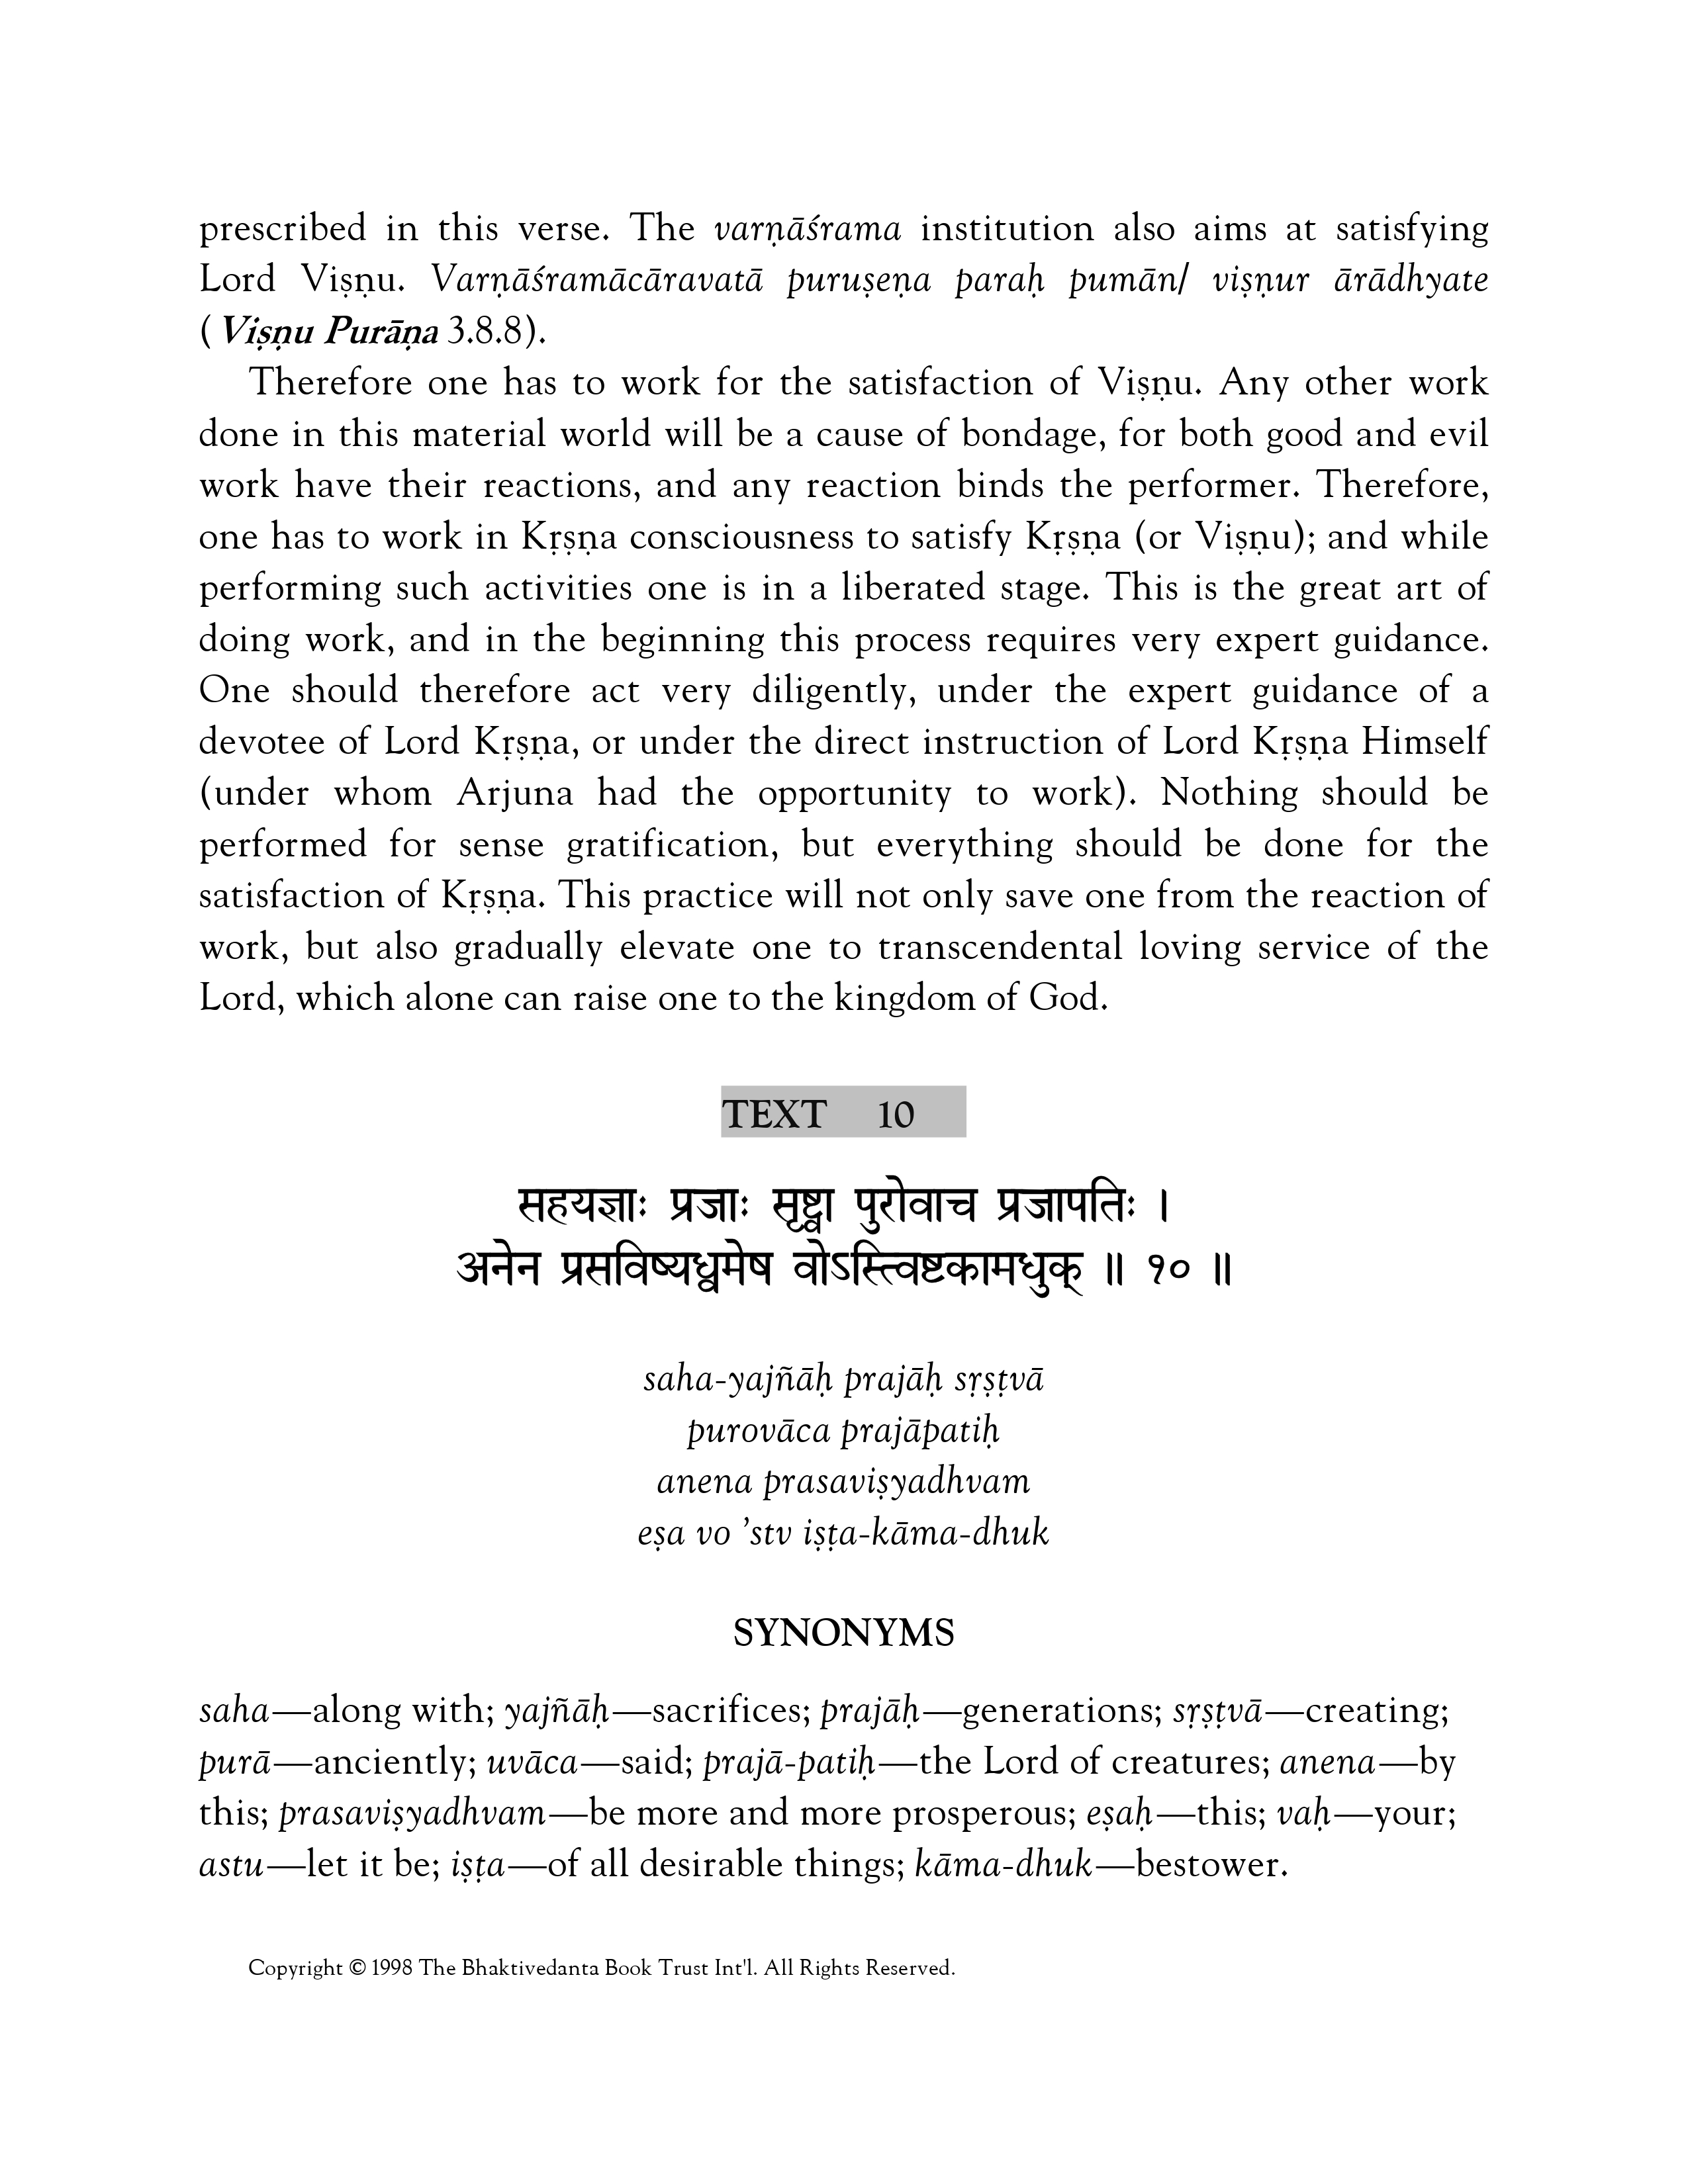 prescribed in this verse. The varṇāśrama institution also aims at satisfying
Lord Viṣṇu. Varṇāśramācāravatā puruṣeṇa paraḥ pumān/ viṣṇur ārādhyate
( Viṣṇu Purāṇa 3.8.8).
Therefore one has to work for the satisfaction of Viṣṇu. Any other work
done in this material world will be a cause of bondage, for both good and evil
work have their reactions, and any reaction binds the performer. Therefore,
one has to work in Kṛṣṇa consciousness to satisfy Kṛṣṇa (or Viṣṇu); and while
performing such activities one is in a liberated stage. This is the great art of
doing work, and in the beginning this process requires very expert guidance.
One should therefore act very diligently, under the expert guidance of a
devotee of Lord Kṛṣṇa, or under the direct instruction of Lord Kṛṣṇa Himself
(under whom Arjuna had the opportunity to work). Nothing should be
performed for sense gratification, but everything should be done for the
satisfaction of Kṛṣṇa. This practice will not only save one from the reaction of
work, but also gradually elevate one to transcendental loving service of the
Lord, which alone can raise one to the kingdom of God.
TEXT 10
सहयज्ञाः प्रजाः सृष्ट्वा पुरोवाच प्रजापतिः ।
अनेन प्रसविष्यध्वमेष वोऽस्त्विष्टकामधुक् ॥ १० ॥
saha-yajñāḥ prajāḥ sṛṣṭvā
purovāca prajāpatiḥ
anena prasaviṣyadhvam
eṣa vo ’stv iṣṭa-kāma-dhuk
SYNONYMS
saha—along with; yajñāḥ—sacrifices; prajāḥ—generations; sṛṣṭvā—creating;
purā—anciently; uvāca—said; prajā-patiḥ—the Lord of creatures; anena—by
this; prasaviṣyadhvam—be more and more prosperous; eṣaḥ—this; vaḥ—your;
astu—let it be; iṣṭa—of all desirable things; kāma-dhuk—bestower.
Copyright © 1998 The Bhaktivedanta Book Trust Int'l. All Rights Reserved.